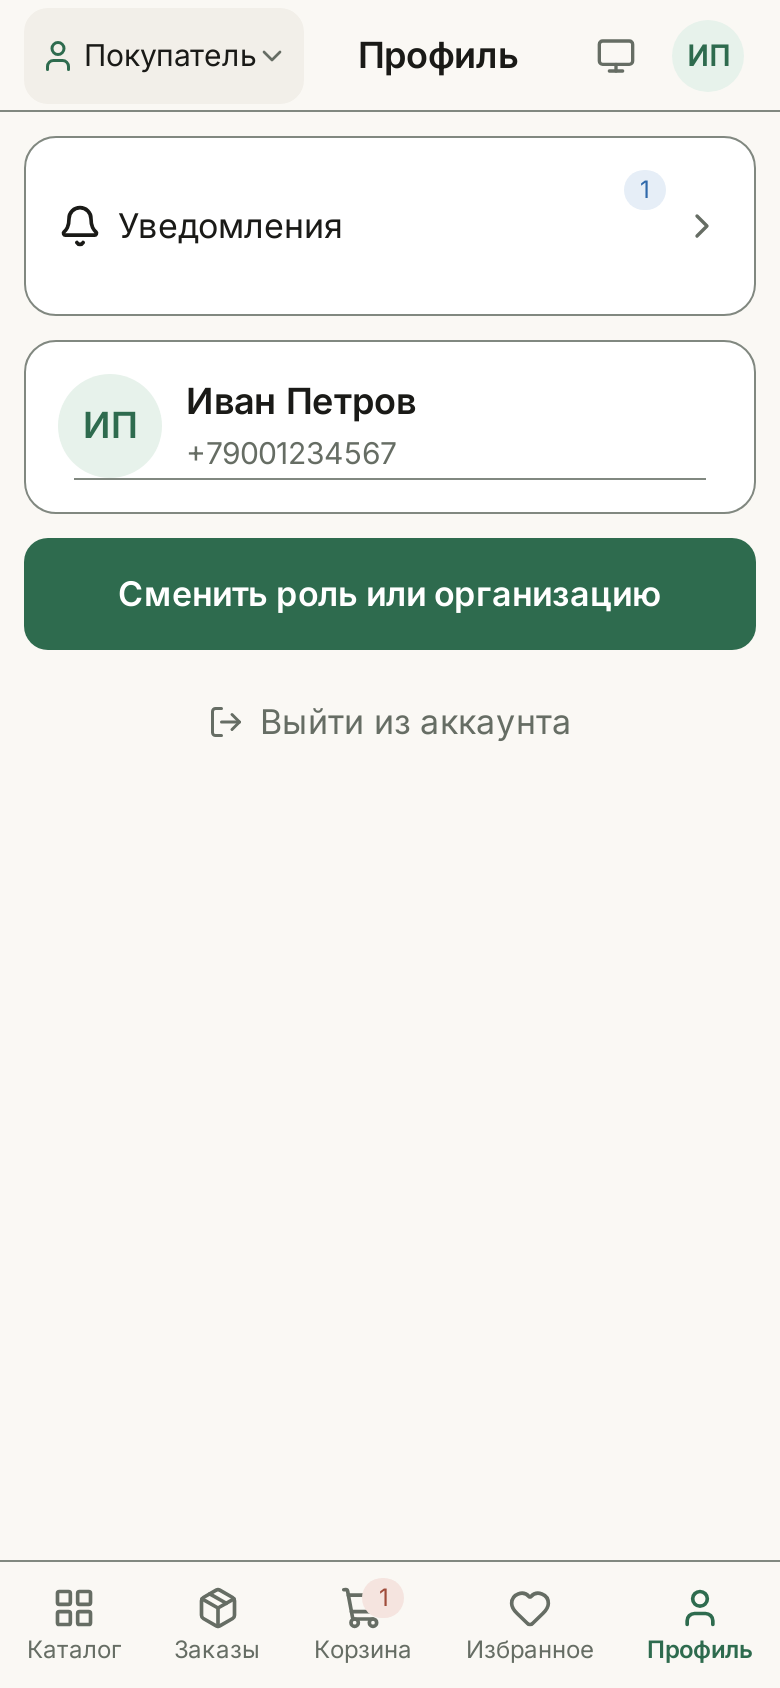 Покупатель
Профиль
ИП
Уведомления
1
ИП
Иван Петров
+79001234567
Сменить роль или организацию
Выйти из аккаунта
1
Каталог
Заказы
Корзина
Избранное
Профиль